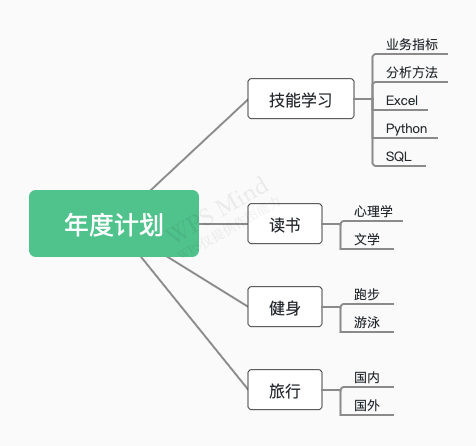 年度计划
技能学习
业务指标
分析方法
Excel
Python
SQL
读书
心理学
文学
健身
跑步
游泳
旅行
国内
国外
WPS Mind